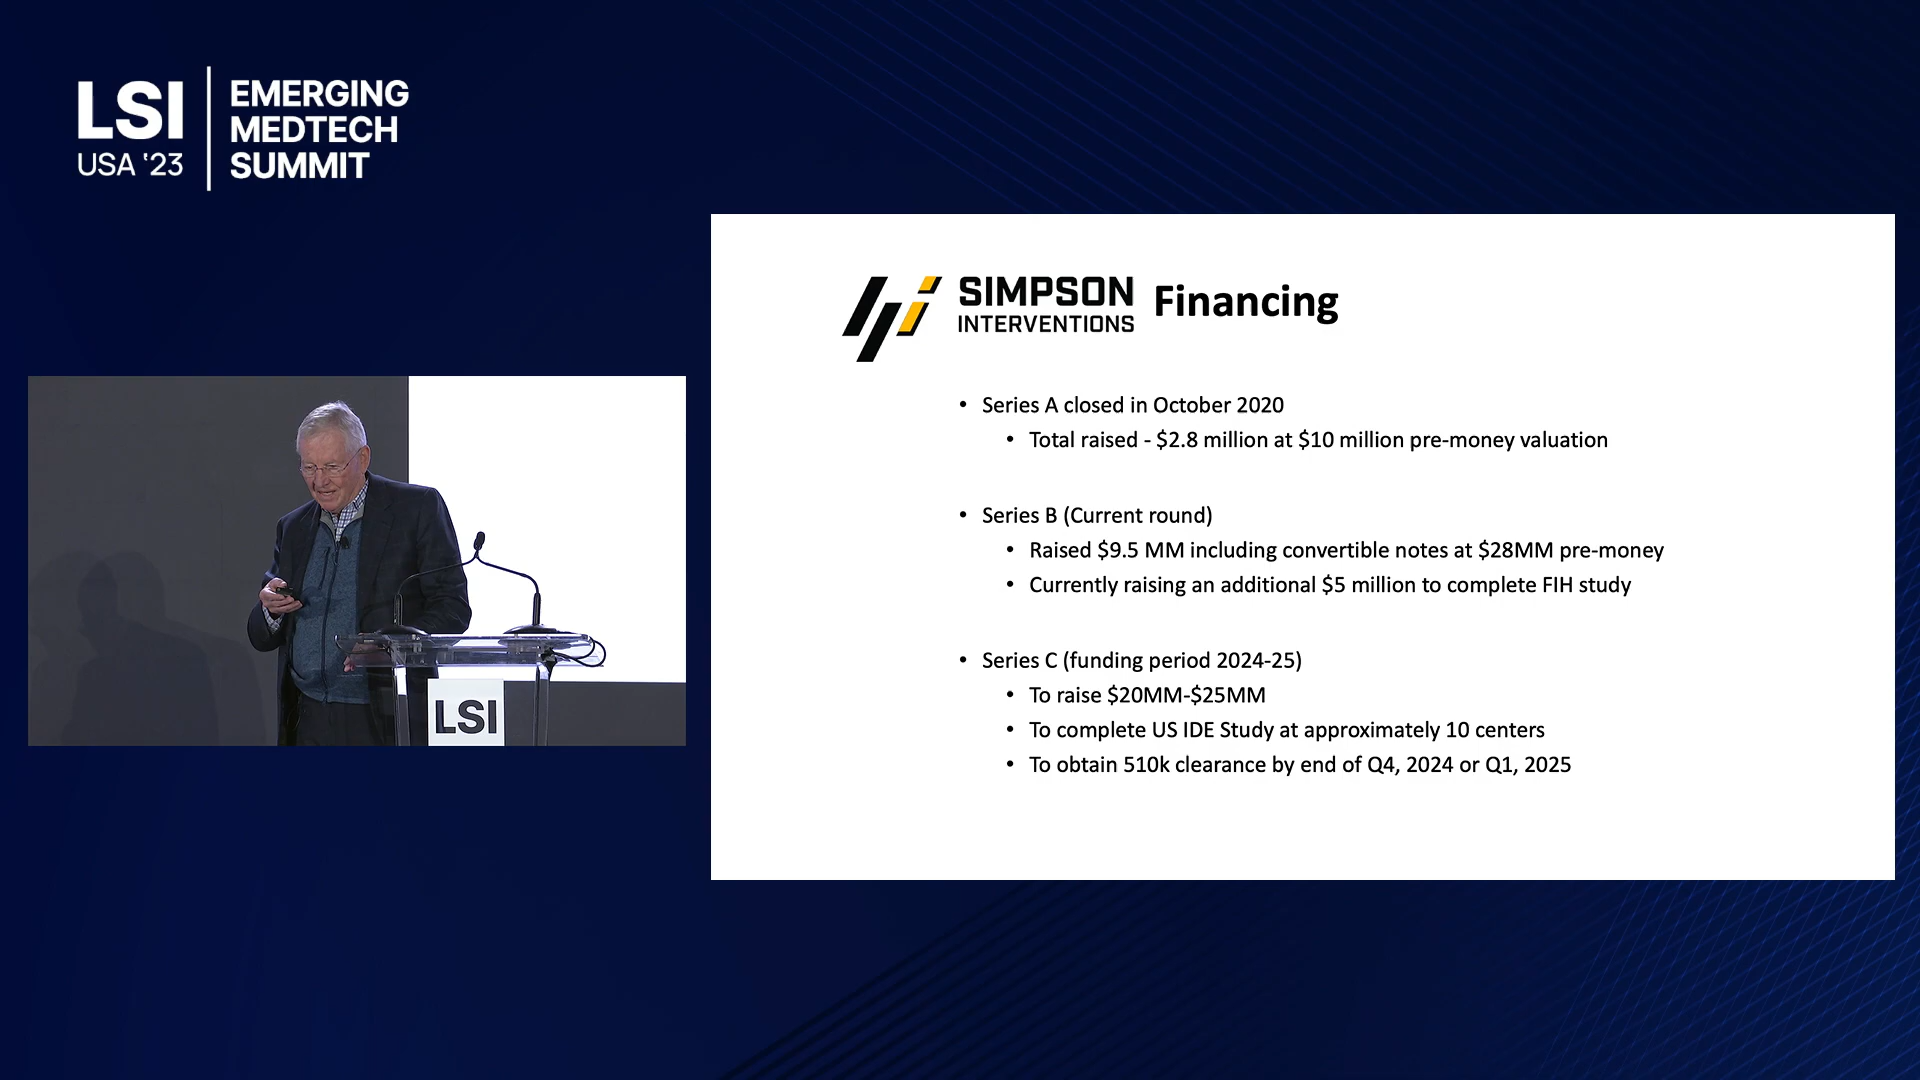 LSI
USA '23
EMERGING
MEDTECH
SUMMIT
SIMPSON
INTERVENTIONS
Financing
• Series A closed in October 2020
• Total raised - $2.8 million at $10 million pre-money valuation
• Series B (Current round)
• Raised $9.5 MM including convertible notes at $28MM pre-money
• Currently raising an additional $5 million to complete FIH study
• Series C (funding period 2024-25)
• To raise $20MM-$25MM
• To complete US IDE Study at approximately 10 centers
• To obtain 510k clearance by end of Q4, 2024 or Q1, 2025
LSI